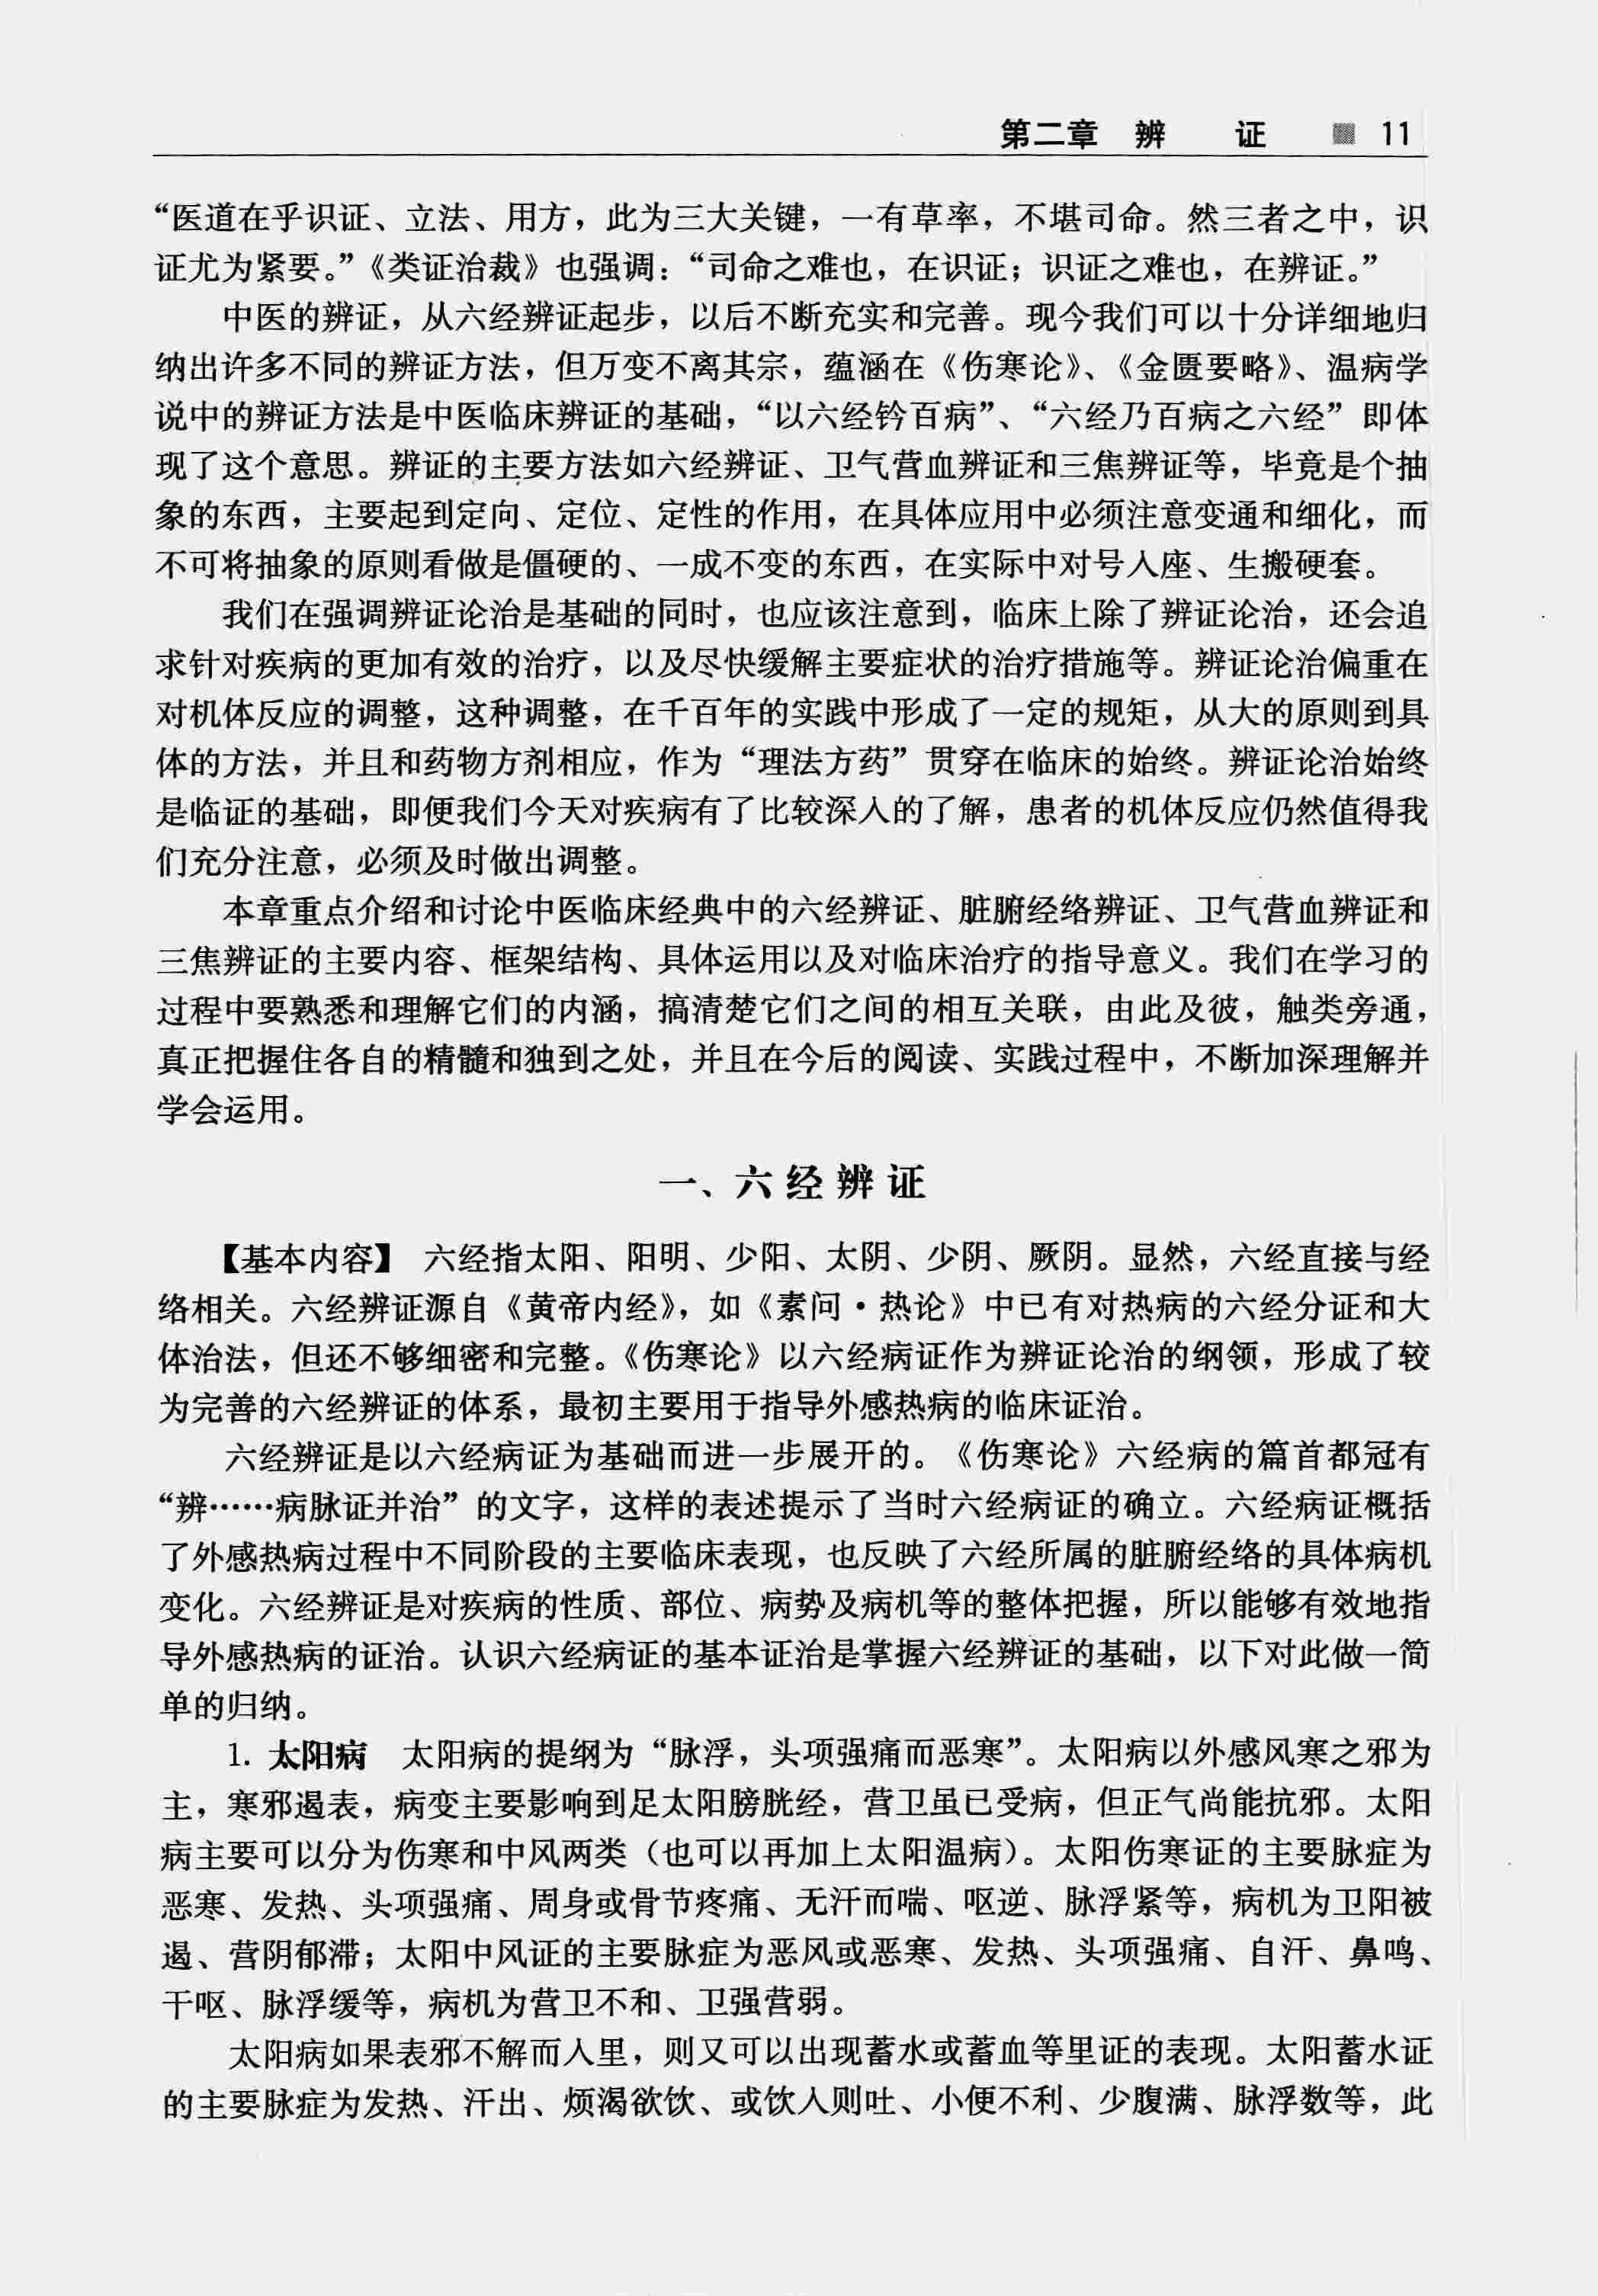 第二章 辨 证 11
“医道在乎识证、立法、用方，此为三大关键，一有草率，不堪司命。然三者之中，识
证尤为紧要。”《类证治裁》也强调：“司命之难也，在识证；识证之难也，在辨证。”
中医的辨证，从六经辨证起步，以后不断充实和完善。现今我们可以十分详细地归
纳出许多不同的辨证方法，但万变不离其宗，蕴涵在《伤寒论》、《金匮要略》、温病学
说中的辨证方法是中医临床辨证的基础，“以六经钤百病”、“六经乃百病之六经”即体
现了这个意思。辨证的主要方法如六经辨证、卫气营血辨证和三焦辨证等，毕竟是个抽
象的东西，主要起到定向、定位、定性的作用，在具体应用中必须注意变通和细化，而
不可将抽象的原则看做是僵硬的、一成不变的东西，在实际中对号入座、生搬硬套。
我们在强调辨证论治是基础的同时，也应该注意到，临床上除了辨证论治，还会追
求针对疾病的更加有效的治疗，以及尽快缓解主要症状的治疗措施等。辨证论治偏重在
对机体反应的调整，这种调整，在千百年的实践中形成了一定的规矩，从大的原则到具
体的方法，并且和药物方剂相应，作为“理法方药”贯穿在临床的始终。辨证论治始终
是临证的基础，即便我们今天对疾病有了比较深入的了解，患者的机体反应仍然值得我
们充分注意，必须及时做出调整。
本章重点介绍和讨论中医临床经典中的六经辨证、脏腑经络辨证、卫气营血辨证和
三焦辨证的主要内容、框架结构、具体运用以及对临床治疗的指导意义。我们在学习的
过程中要熟悉和理解它们的内涵，搞清楚它们之间的相互关联，由此及彼，触类旁通，
真正把握住各自的精髓和独到之处，并且在今后的阅读、实践过程中，不断加深理解并
学会运用。
一、六经辨证
【基本内容】 六经指太阳、阳明、少阳、太阴、少阴、厥阴。显然，六经直接与经
络相关。六经辨证源自《黄帝内经》，如《素问·热论》中已有对热病的六经分证和大
体治法，但还不够细密和完整。《伤寒论》以六经病证作为辨证论治的纲领，形成了较
为完善的六经辨证的体系，最初主要用于指导外感热病的临床证治。
六经辨证是以六经病证为基础而进一步展开的。《伤寒论》六经病的篇首都冠有
“辨……病脉证并治”的文字，这样的表述提示了当时六经病证的确立。六经病证概括
了外感热病过程中不同阶段的主要临床表现，也反映了六经所属的脏腑经络的具体病机
变化。六经辨证是对疾病的性质、部位、病势及病机等的整体把握，所以能够有效地指
导外感热病的证治。认识六经病证的基本证治是掌握六经辨证的基础，以下对此做一简
单的归纳。
1. 太阳病 太阳病的提纲为“脉浮，头项强痛而恶寒”。太阳病以外感风寒之邪为
主，寒邪遏表，病变主要影响到足太阳膀胱经，营卫虽已受病，但正气尚能抗邪。太阳
病主要可以分为伤寒和中风两类（也可以再加上太阳温病）。太阳伤寒证的主要脉症为
恶寒、发热、头项强痛、周身或骨节疼痛、无汗而喘、呕逆、脉浮紧等，病机为卫阳被
遏、营阴郁滞；太阳中风证的主要脉症为恶风或恶寒、发热、头项强痛、自汗、鼻鸣、
干呕、脉浮缓等，病机为营卫不和、卫强营弱。
太阳病如果表邪不解而入里，则又可以出现蓄水或蓄血等里证的表现。太阳蓄水证
的主要脉症为发热、汗出、烦渴欲饮、或饮入则吐、小便不利、少腹满、脉浮数等，此